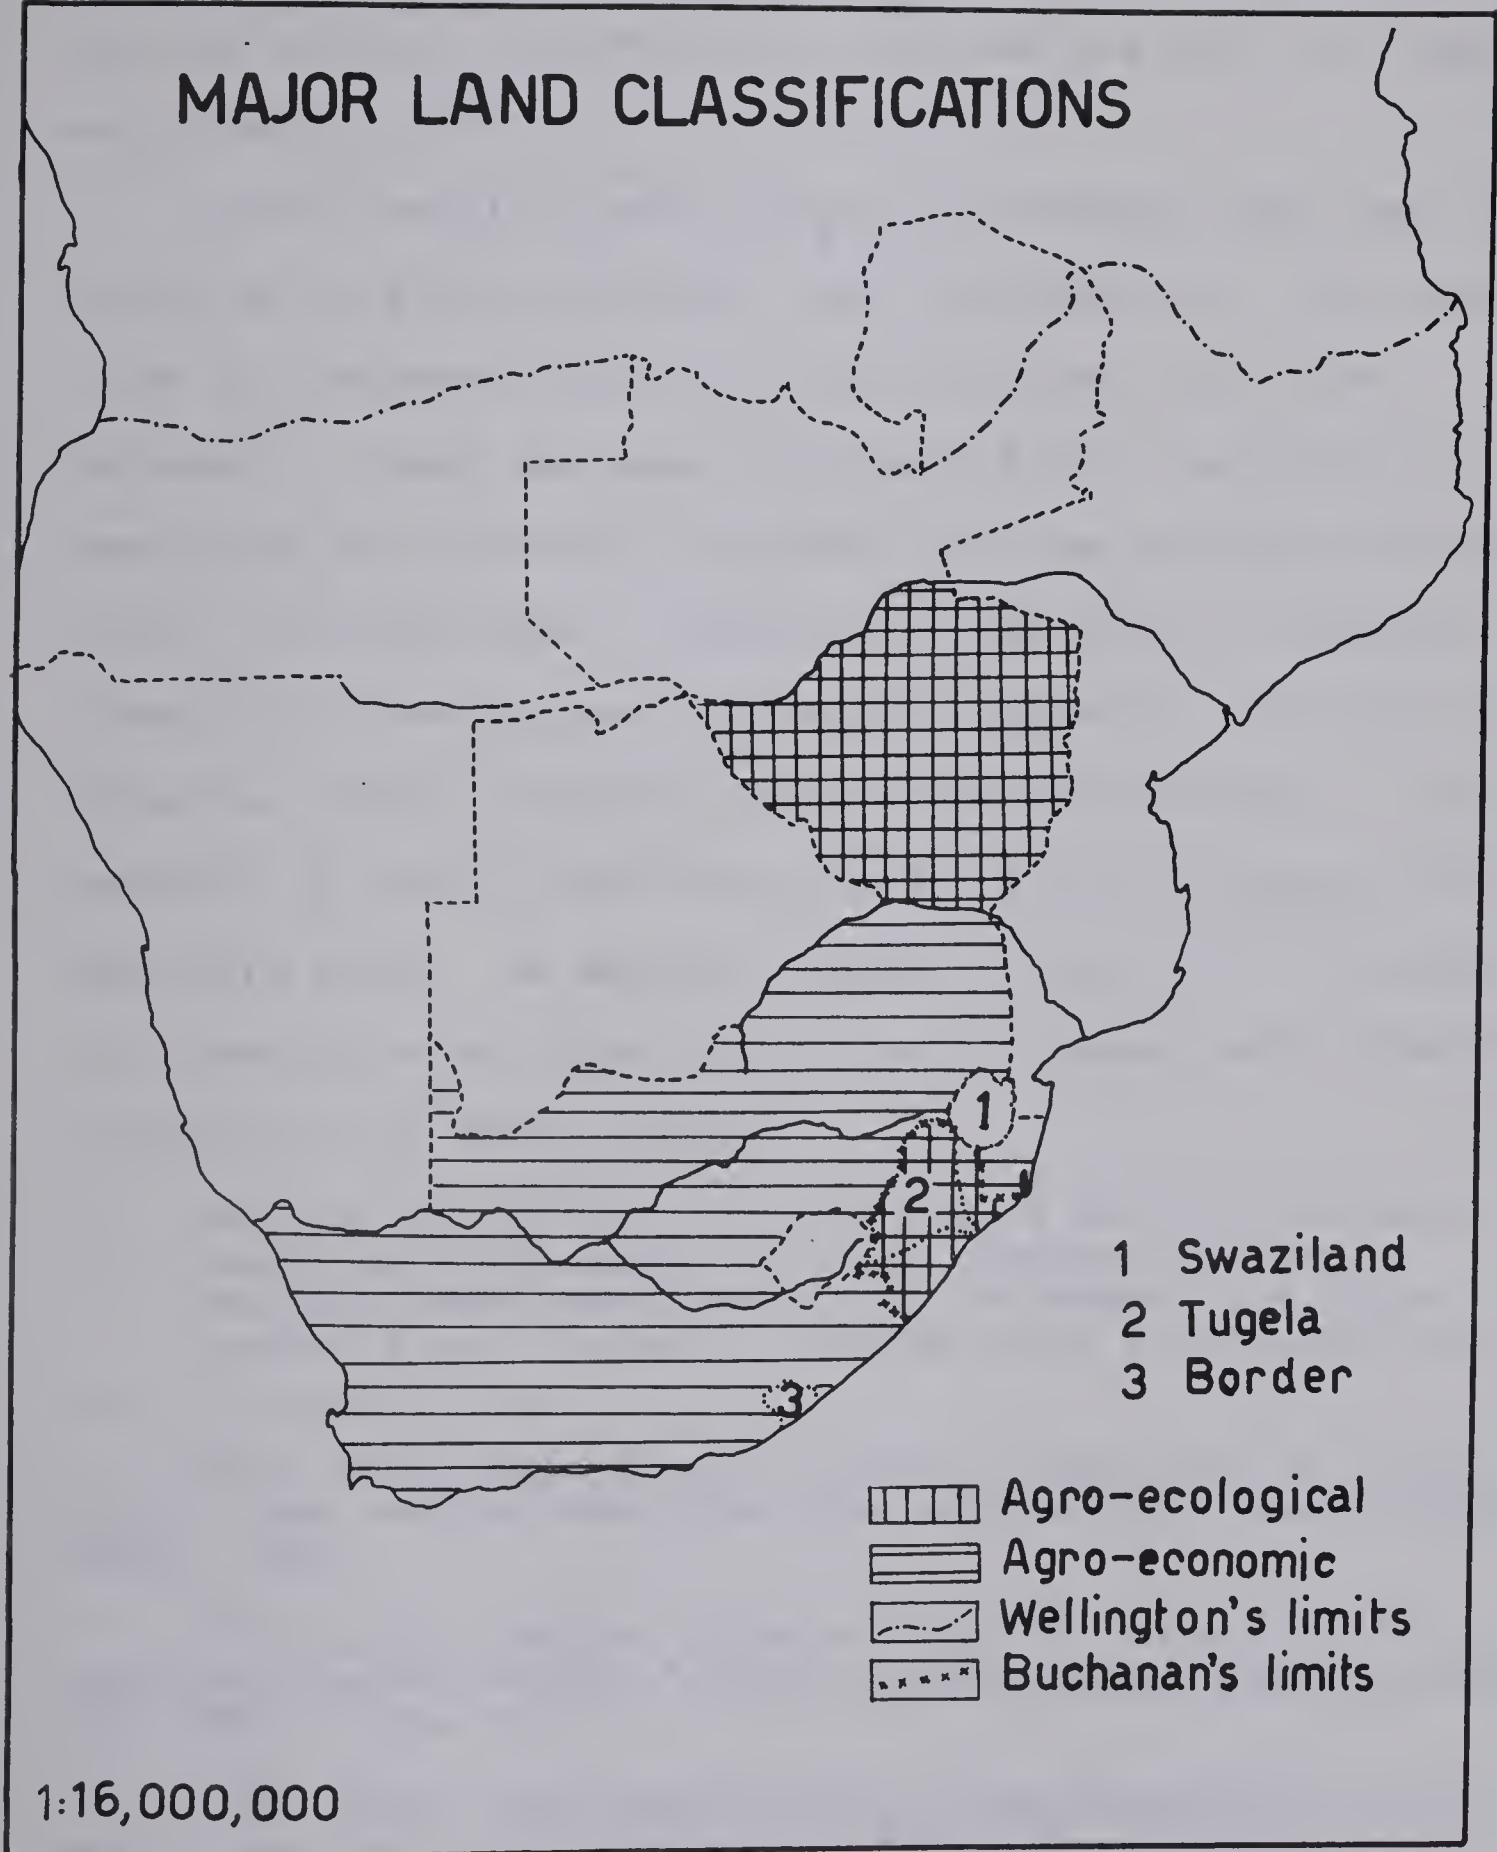 MAJOR LAND CLASSIFICATIONS
1
2
3
1 Swaziland
2 Tugela
3 Border
Agro-ecological
Agro-economic
Wellington's limits
Buchanan's limits
1:16,000,000